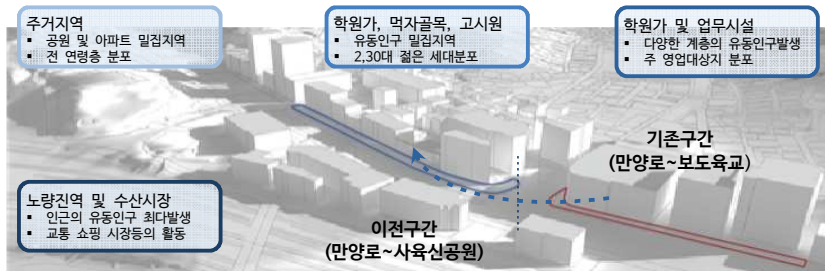 주거지역
▪ 공원 및 아파트 밀집지역
▪ 전 연령층 분포
학원가, 먹자골목, 고시원
▪ 유동인구 밀집지역
▪ 2,30대 젊은 세대분포
학원가 및 업무시설
▪ 다양한 계층의 유동인구발생
▪ 주 영업대상지 분포
기존구간
(만양로~보도육교)
노량진역 및 수산시장
▪ 인근의 유동인구 최다발생
▪ 교통 쇼핑 시장등의 활동
이전구간
(만양로~사육신공원)